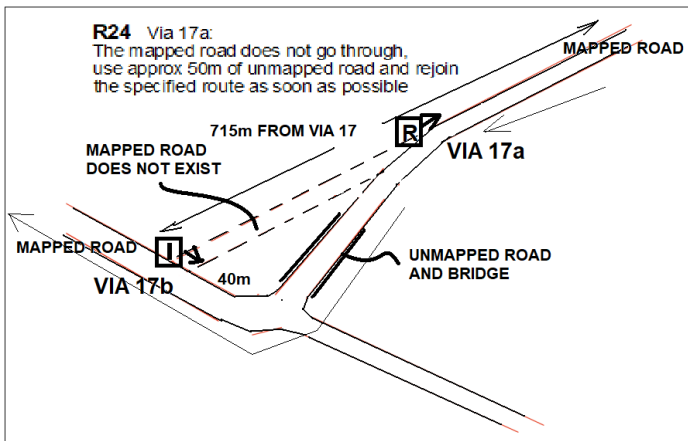 R24 Via 17a:
The mapped road does not go through,
use approx 50m of unmapped road and rejoin
the specified route as soon as possible
MAPPED ROAD
715m FROM VIA 17
R
VIA 17a
MAPPED ROAD
DOES NOT EXIST
MAPPED ROAD
I
VIA 17b
40m
UNMAPPED ROAD
AND BRIDGE